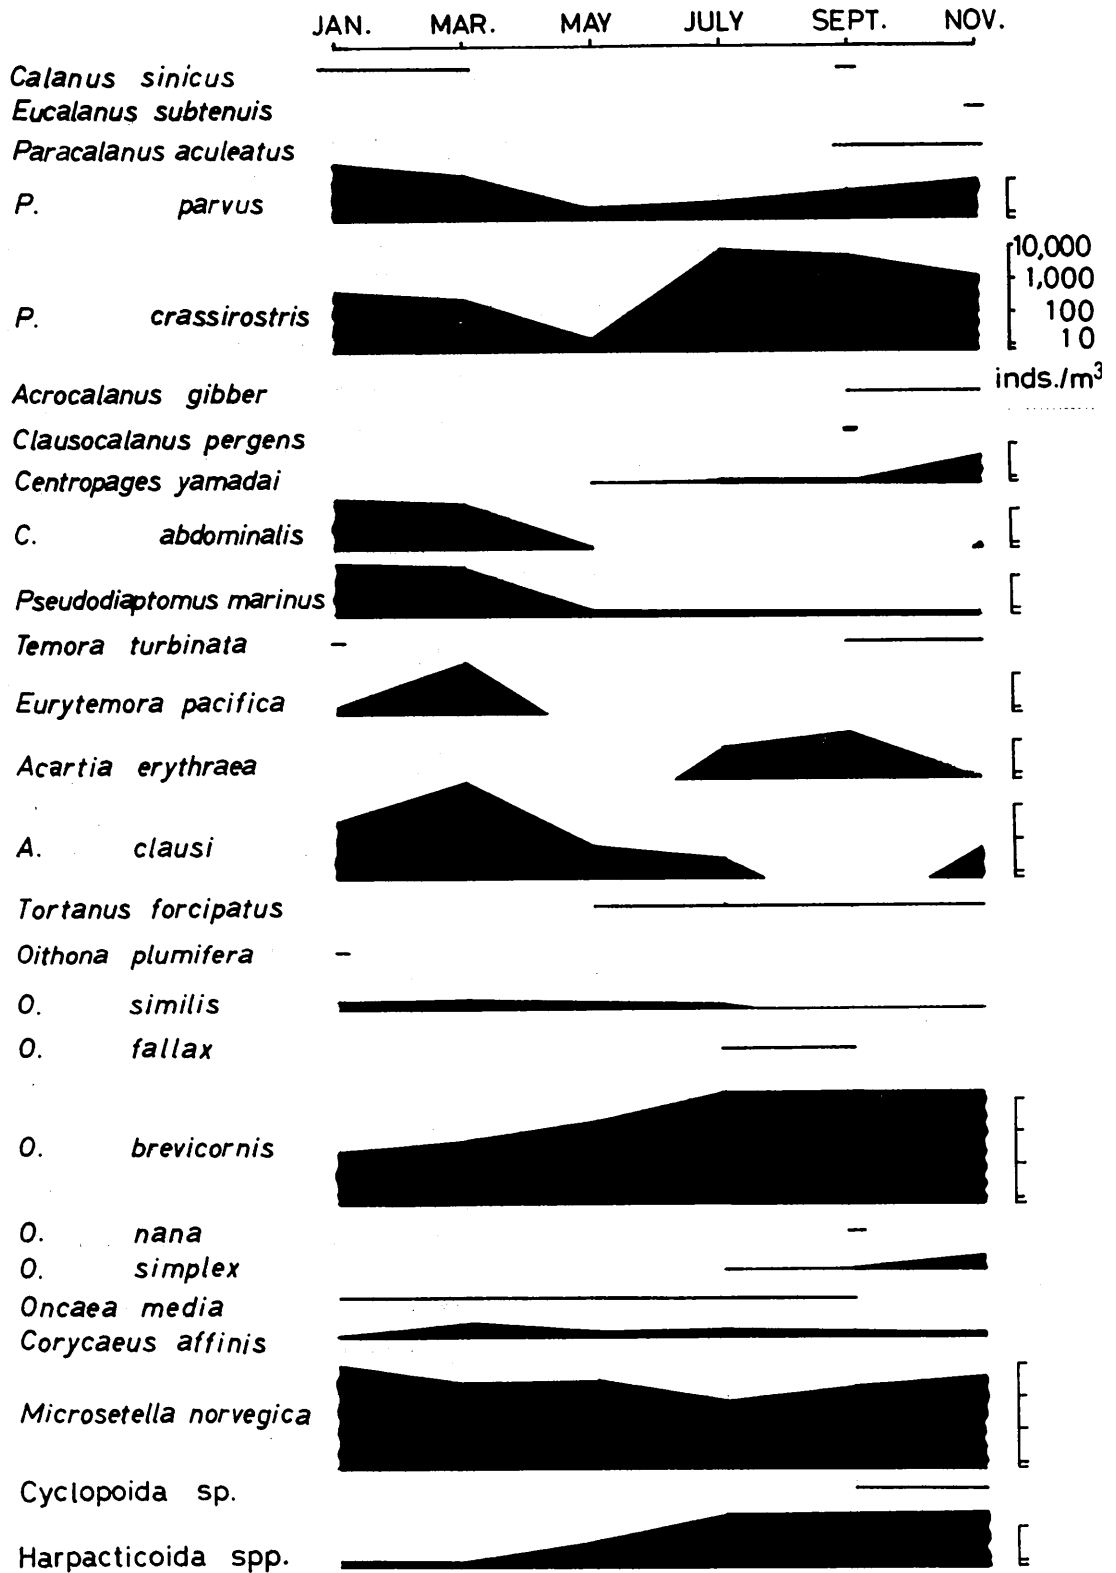 JAN. MAR. MAY JULY SEPT. NOV.
Calanus sinicus
Eucalanus subtenuis
Paracalanus aculeatus
P. parvus
10,000
1,000
P. crassirostris 100
10
inds./m³
Acrocalanus gibber
Clausocalanus pergens
Centropages yamadai
C. abdominalis
Pseudodiaptomus marinus
Temora turbinata
Eurytemora pacifica
Acartia erythraea
A. clausi
Tortanus forcipatus
Oithona plumifera
O. similis
O. fallax
O. brevicornis
O. nana
O. simplex
Oncaea media
Corycaeus affinis
Microsetella norvegica
Cyclopoida sp.
Harpacticoida spp.